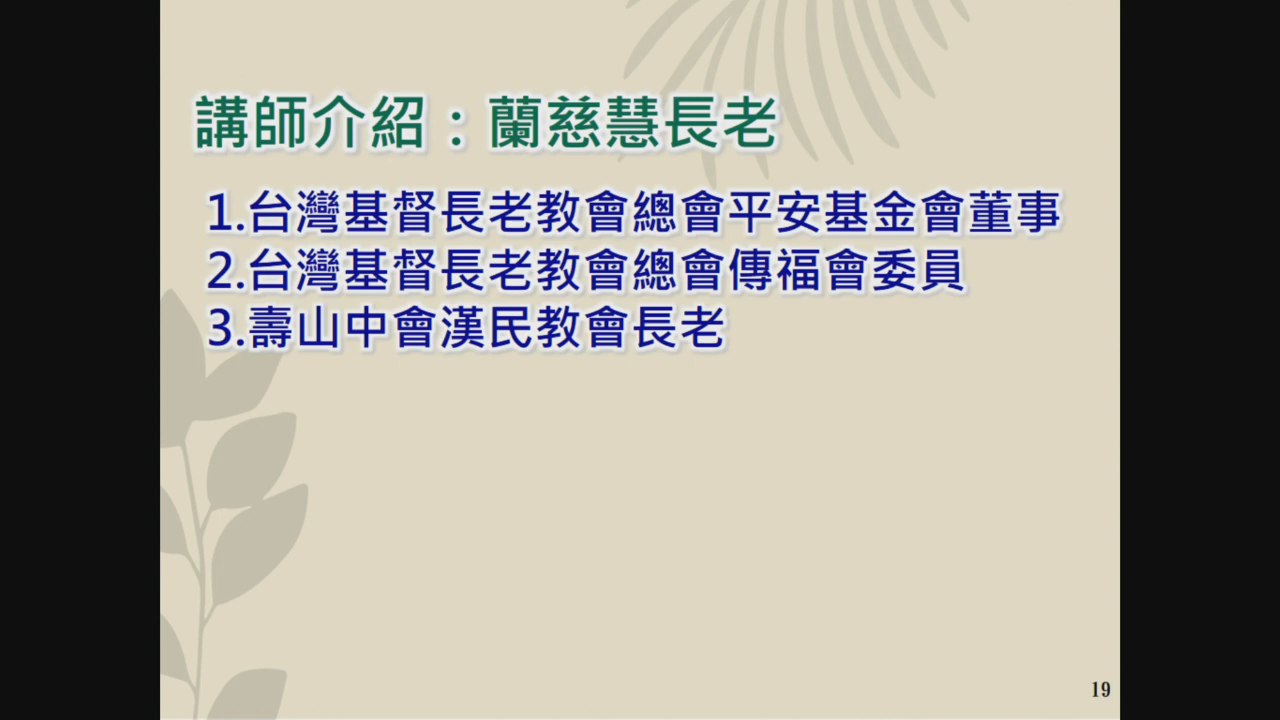 講師介紹：蘭慈慧長老
1.台灣基督長老教會總會平安基金會董事
2.台灣基督長老教會總會傳福會委員
3.壽山中會漢民教會長老
19